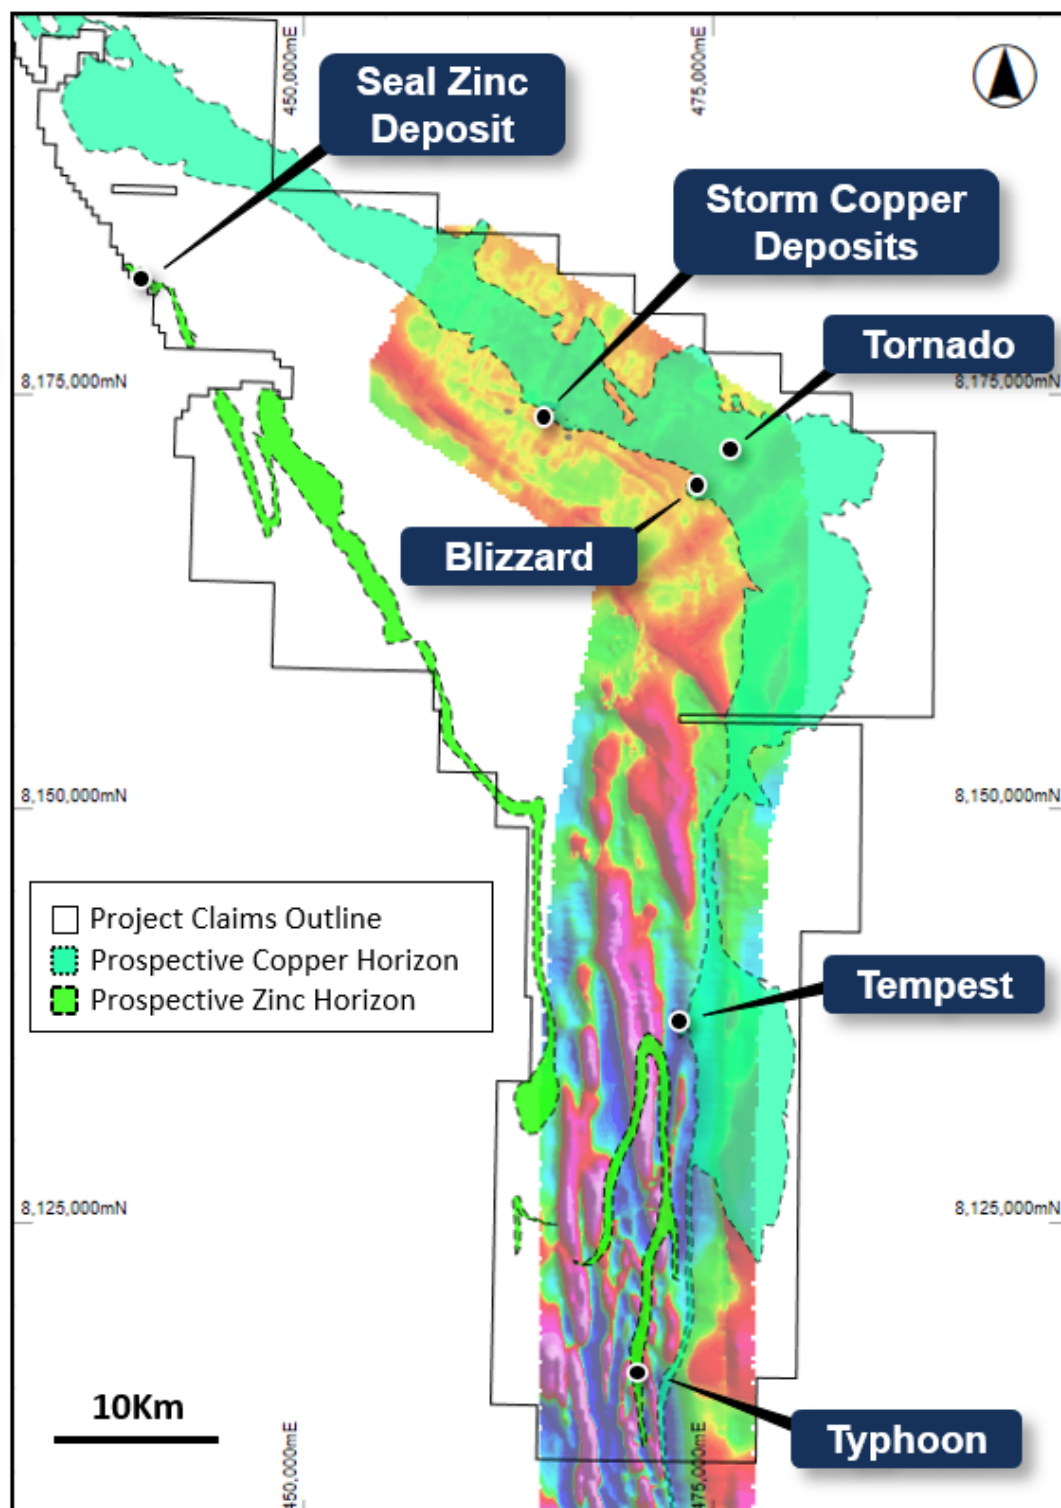 450,000mE
475,000mE
Seal Zinc
Deposit
Storm Copper
Deposits
Tornado
8,175,000mN
8,175,000mN
Blizzard
8,150,000mN
8,150,000mN
Project Claims Outline
Prospective Copper Horizon
Prospective Zinc Horizon
Tempest
8,125,000mN
8,125,000mN
10Km
Typhoon
450,000mE
475,000mE